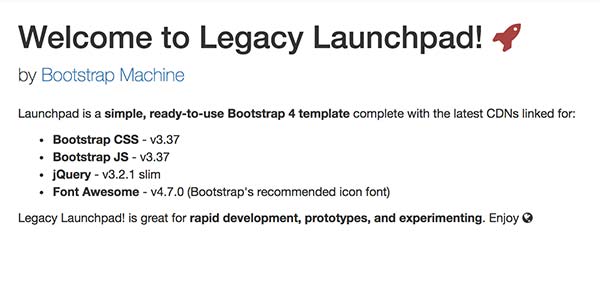 Welcome to Legacy Launchpad!
by Bootstrap Machine
Launchpad is a simple, ready-to-use Bootstrap 4 template complete with the latest CDNs linked for:
• Bootstrap CSS - v3.37
• Bootstrap JS - v3.37
• jQuery - v3.2.1 slim
• Font Awesome - v4.7.0 (Bootstrap's recommended icon font)
Legacy Launchpad! is great for rapid development, prototypes, and experimenting. Enjoy